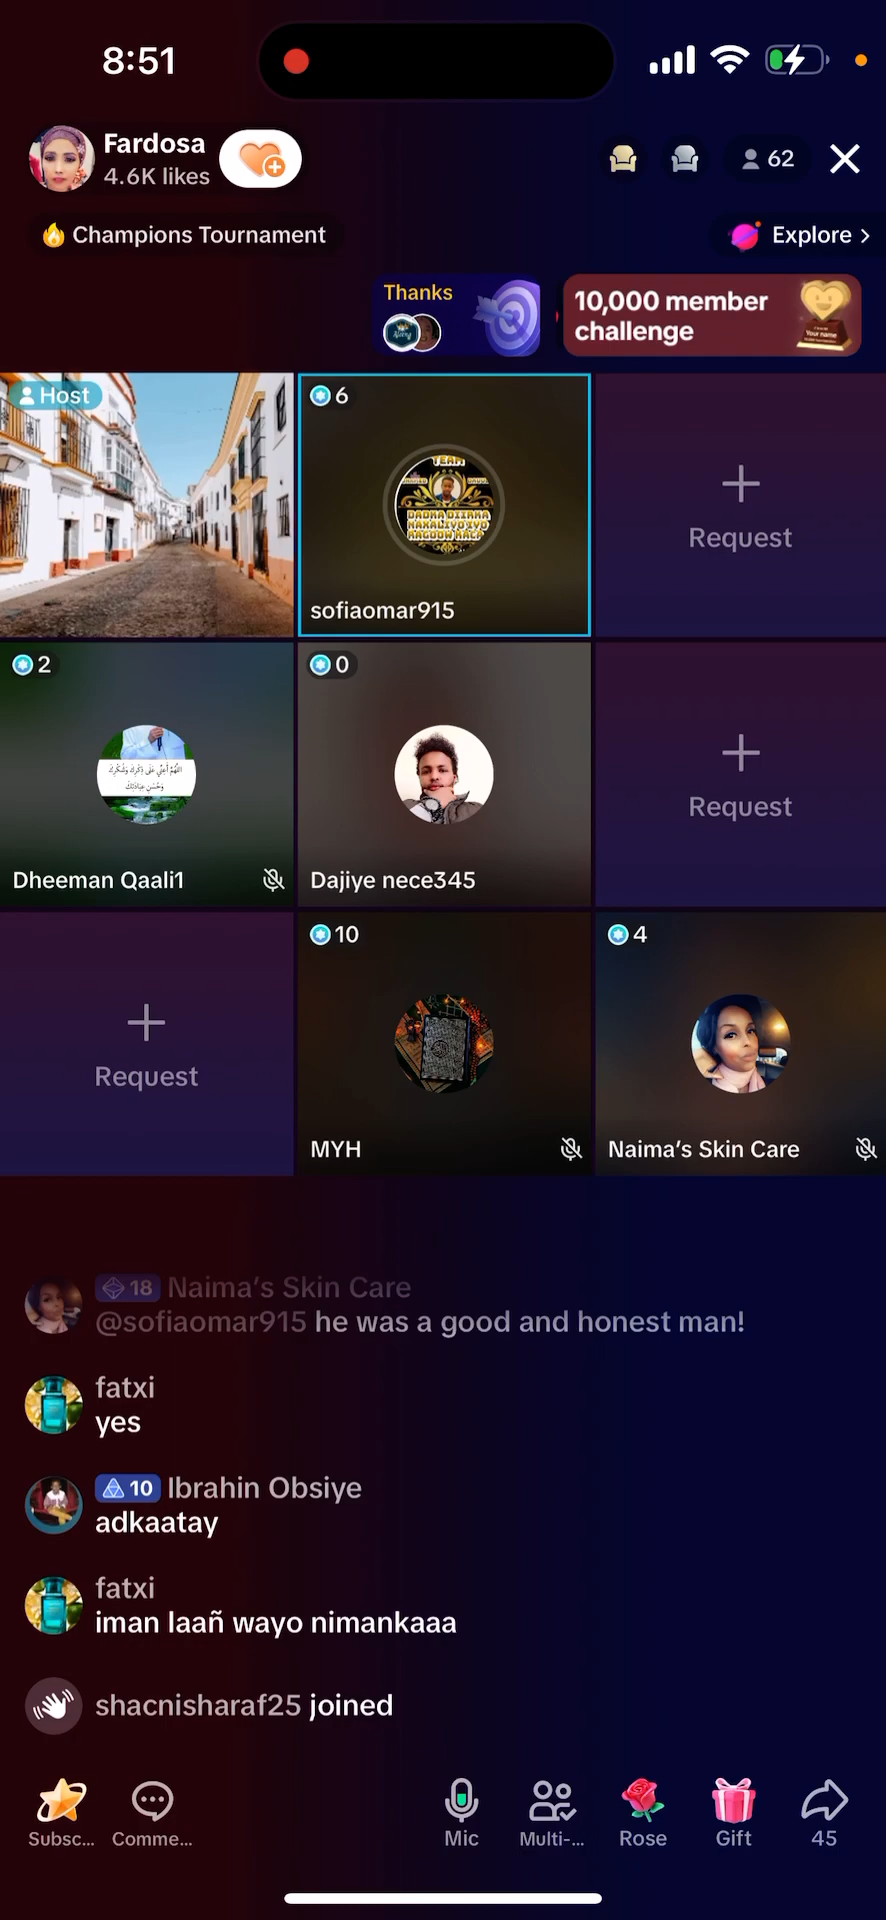 8:51
Fardosa
4.6K likes
62
Champions Tournament
Explore >
Thanks
10,000 member
challenge
Host
6
TEAM
sofiaomar915
Request
2
اللهُمَّ أَعِنِّي عَلَى ذِكْرِكَ وَشُكْرِكَ
وَحُسْنِ عِبَادَتِكَ
Dheeman Qaali1
0
Dajiye nece345
Request
Request
10
MYH
4
Naima's Skin Care
18 Naima's Skin Care
@sofiaomar915 he was a good and honest man!
fatxi
yes
10 Ibrahin Obsiye
adkaatay
fatxi
iman laañ wayo nimankaaa
shacnisharaf25 joined
Subsc...
Comme...
Mic
Multi-...
Rose
Gift
45